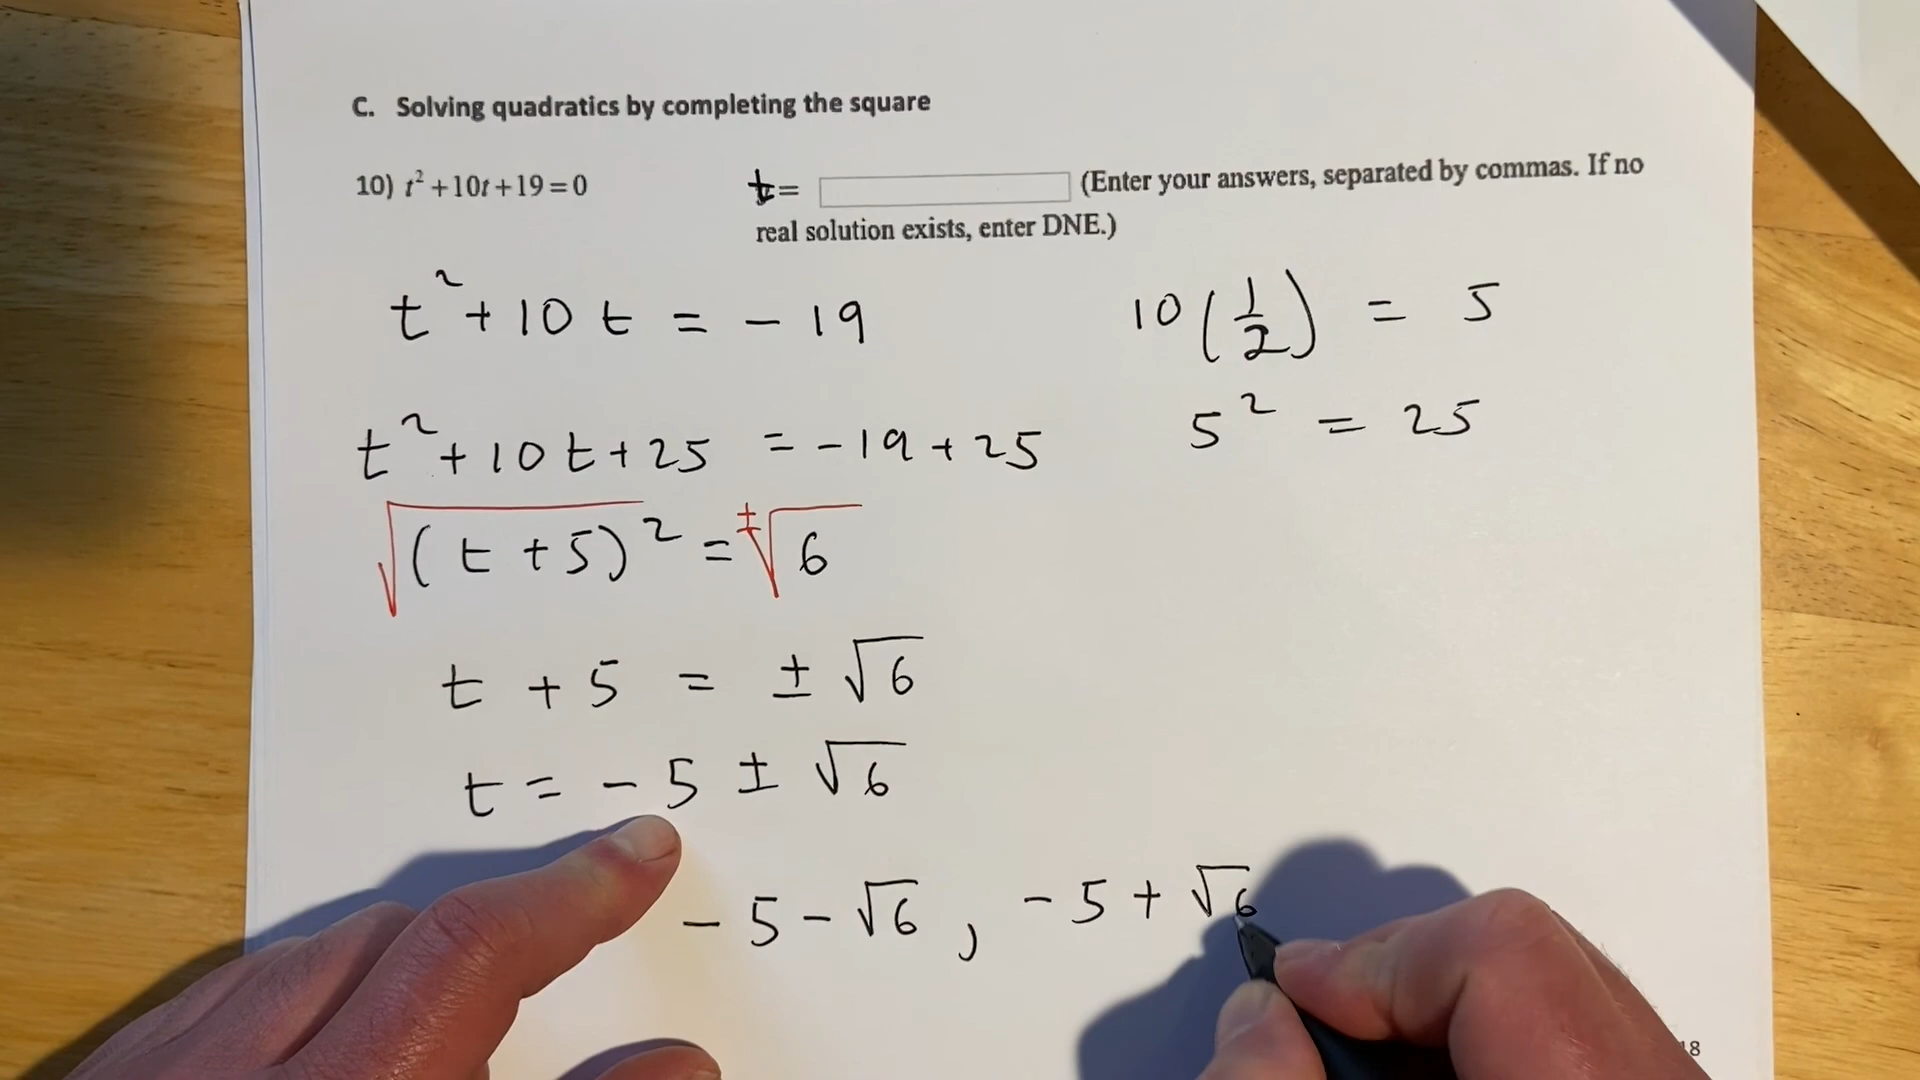 C. Solving quadratics by completing the square
10) t² + 10t + 19 = 0 t = (Enter your answers, separated by commas. If no
real solution exists, enter DNE.)
t² + 10t = -19 10(1/2) = 5
t² + 10t + 25 = -19 + 25 5² = 25
√(t + 5)² = ±√6
t + 5 = ± √6
t = -5 ± √6
-5 - √6 , -5 + √6
18